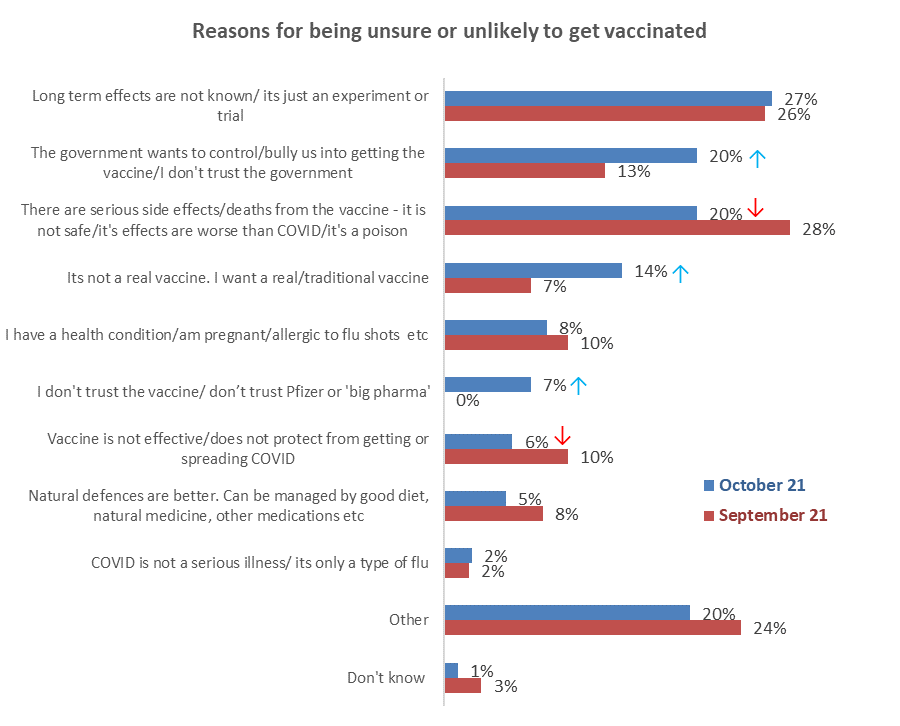 Reasons for being unsure or unlikely to get vaccinated
Long term effects are not known/ its just an experiment or
trial
27%
26%
The government wants to control/bully us into getting the
vaccine/I don't trust the government
20%
13%
There are serious side effects/deaths from the vaccine - it is
not safe/it's effects are worse than COVID/it's a poison
20%
28%
Its not a real vaccine. I want a real/traditional vaccine
14%
7%
I have a health condition/am pregnant/allergic to flu shots  etc
8%
10%
I don't trust the vaccine/ don’t trust Pfizer or 'big pharma'
7%
0%
Vaccine is not effective/does not protect from getting or
spreading COVID
6%
10%
Natural defences are better. Can be managed by good diet,
natural medicine, other medications etc
5%
8%
October 21
September 21
COVID is not a serious illness/ its only a type of flu
2%
2%
Other
20%
24%
Don't know
1%
3%